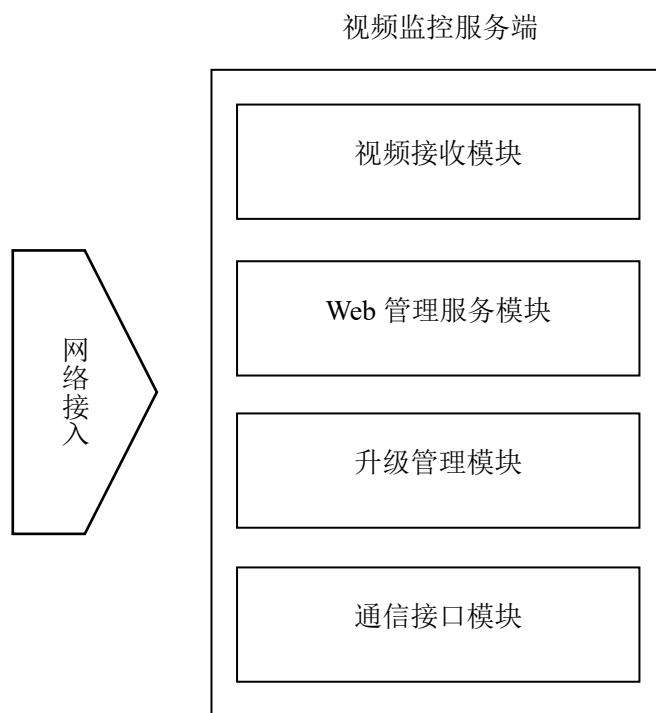 视频监控服务端
视频接收模块
Web 管理服务模块
网络接入
升级管理模块
通信接口模块